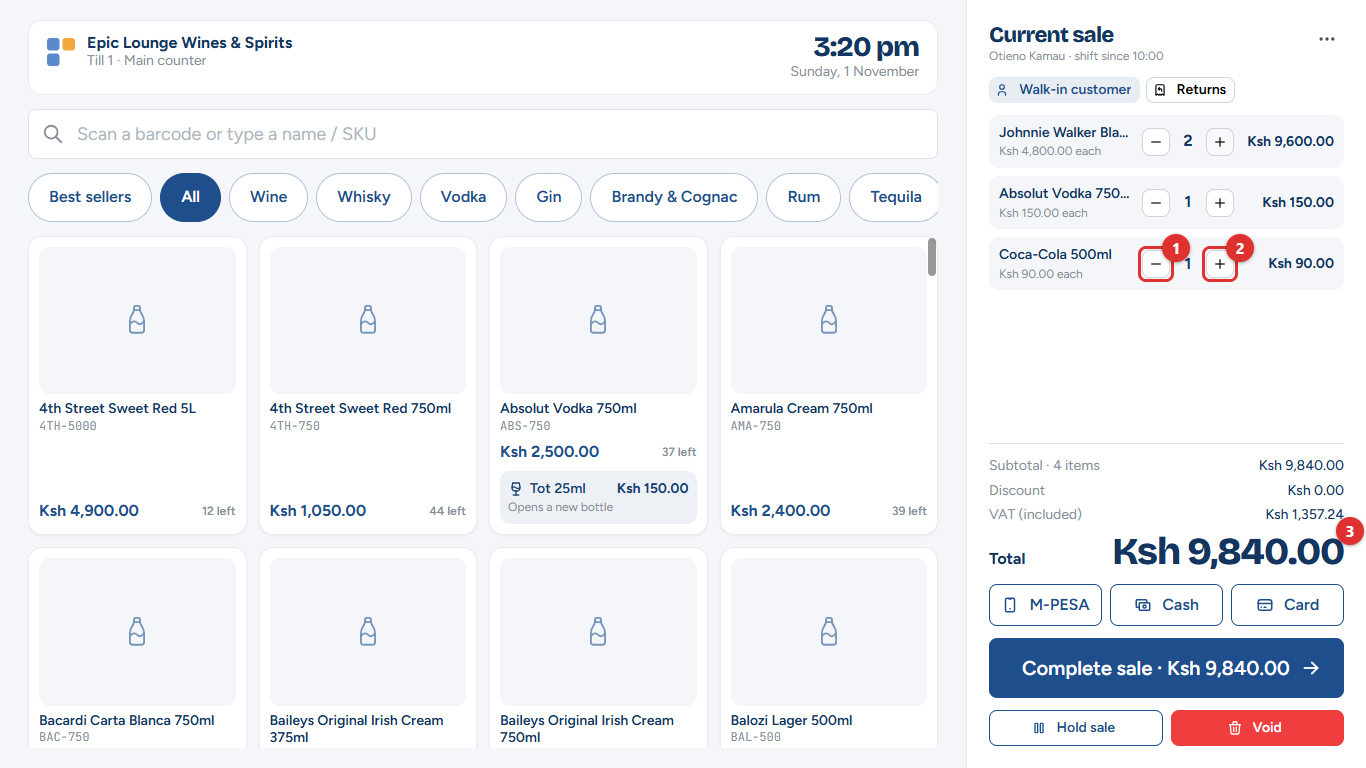 Epic Lounge Wines & Spirits
Till 1 · Main counter
3:20 pm
Sunday, 1 November
Scan a barcode or type a name / SKU
Best sellers
All
Wine
Whisky
Vodka
Gin
Brandy & Cognac
Rum
Tequila
4th Street Sweet Red 5L
4TH-5000
Ksh 4,900.00
12 left
4th Street Sweet Red 750ml
4TH-750
Ksh 1,050.00
44 left
Absolut Vodka 750ml
ABS-750
Ksh 2,500.00
37 left
Tot 25ml
Ksh 150.00
Opens a new bottle
Amarula Cream 750ml
AMA-750
Ksh 2,400.00
39 left
Bacardi Carta Blanca 750ml
BAC-750
Baileys Original Irish Cream
375ml
Baileys Original Irish Cream
750ml
Balozi Lager 500ml
BAL-500
Current sale
Otieno Kamau · shift since 10:00
Walk-in customer
Returns
Johnnie Walker Bla...
Ksh 4,800.00 each
− 2 +
Ksh 9,600.00
Absolut Vodka 750...
Ksh 150.00 each
− 1 +
Ksh 150.00
Coca-Cola 500ml
Ksh 90.00 each
1
2
− 1 +
Ksh 90.00
Subtotal · 4 items
Ksh 9,840.00
Discount
Ksh 0.00
VAT (included)
Ksh 1,357.24
3
Total
Ksh 9,840.00
M-PESA
Cash
Card
Complete sale · Ksh 9,840.00 →
Hold sale
Void